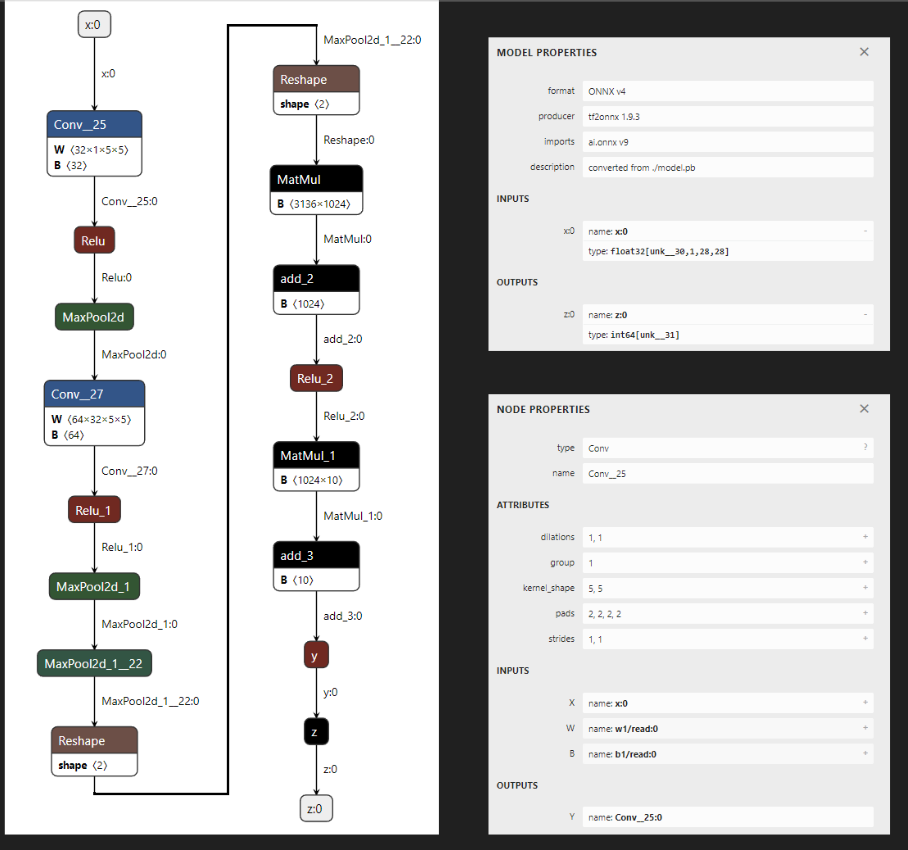 x:0
x:0
Conv__25
W ⟨32×1×5×5⟩
B ⟨32⟩
Conv__25:0
Relu
Relu:0
MaxPool2d
MaxPool2d:0
Conv__27
W ⟨64×32×5×5⟩
B ⟨64⟩
Conv__27:0
Relu_1
Relu_1:0
MaxPool2d_1
MaxPool2d_1:0
MaxPool2d_1__22
MaxPool2d_1__22:0
Reshape
shape ⟨2⟩
MaxPool2d_1__22:0
Reshape
shape ⟨2⟩
Reshape:0
MatMul
B ⟨3136×1024⟩
MatMul:0
add_2
B ⟨1024⟩
add_2:0
Relu_2
Relu_2:0
MatMul_1
B ⟨1024×10⟩
MatMul_1:0
add_3
B ⟨10⟩
add_3:0
y
y:0
z
z:0
z:0
MODEL PROPERTIES ×
format ONNX v4
producer tf2onnx 1.9.3
imports ai.onnx v9
description converted from ./model.pb
INPUTS
x:0 name: x:0 -
type: float32[unk__30,1,28,28]
OUTPUTS
z:0 name: z:0 -
type: int64[unk__31]
NODE PROPERTIES ×
type Conv ?
name Conv__25
ATTRIBUTES
dilations 1, 1 +
group 1 +
kernel_shape 5, 5 +
pads 2, 2, 2, 2 +
strides 1, 1 +
INPUTS
X name: x:0 +
W name: w1/read:0 +
B name: b1/read:0 +
OUTPUTS
Y name: Conv__25:0